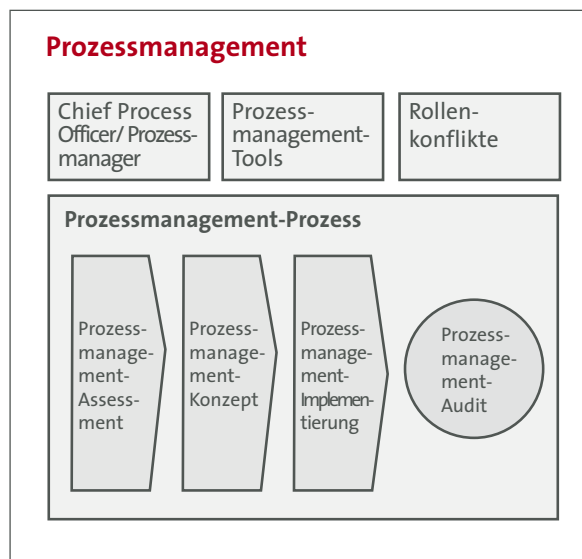 Prozessmanagement
Chief Process
Officer/ Prozess-
manager
Prozess-
management-
Tools
Rollen-
konflikte
Prozessmanagement-Prozess
Prozess-
manage-
ment-
Assess-
ment
Prozess-
manage-
ment-
Konzept
Prozess-
manage-
ment-
Implemen-
tierung
Prozess-
manage-
ment-
Audit